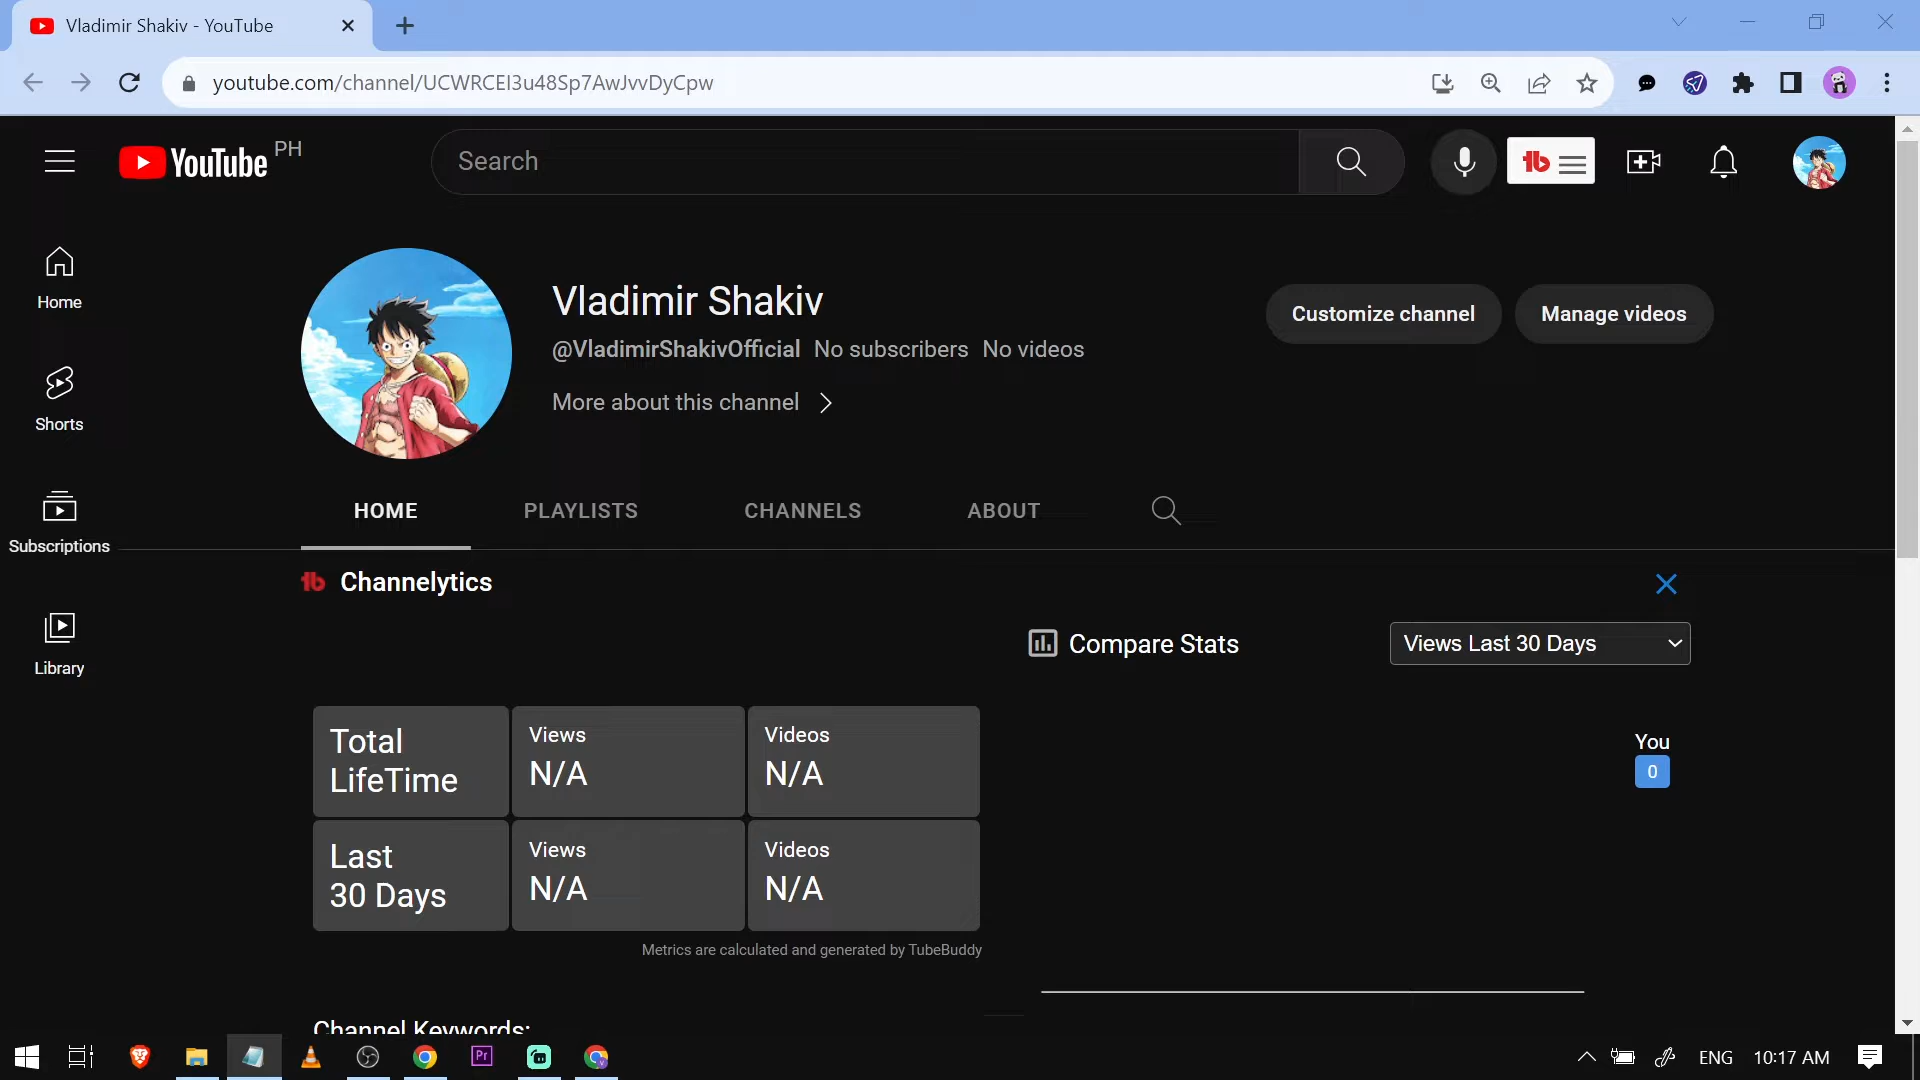 Vladimir Shakiv - YouTube
youtube.com/channel/UCWRCEI3u48Sp7AwJvvDyCpw
YouTube PH
Search
tb
Home
Shorts
Subscriptions
Library
Vladimir Shakiv
@VladimirShakivOfficial No subscribers No videos
More about this channel
Customize channel
Manage videos
HOME PLAYLISTS CHANNELS ABOUT
tb Channelytics
Compare Stats
Views Last 30 Days
You
0
Total
LifeTime
Views
N/A
Videos
N/A
Last
30 Days
Views
N/A
Videos
N/A
Metrics are calculated and generated by TubeBuddy
Channel Keywords:
Pr
ENG 10:17 AM